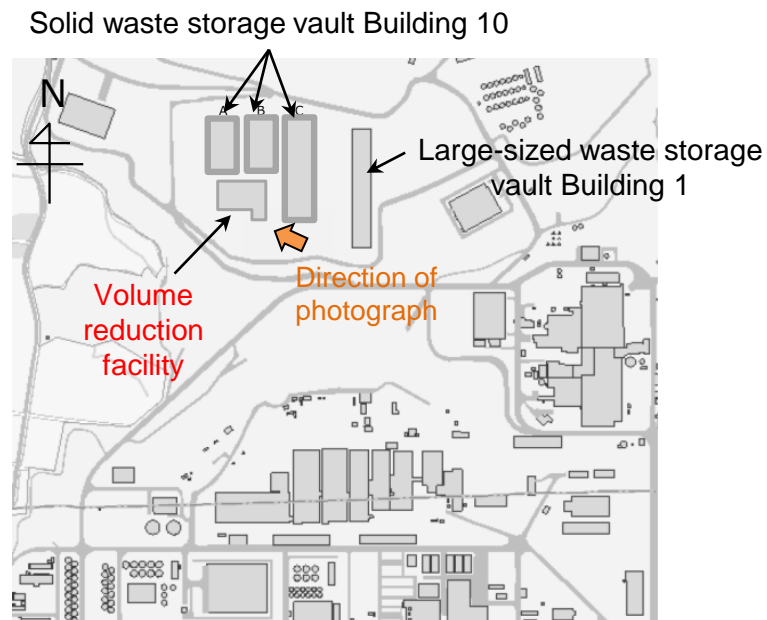 Solid waste storage vault Building 10
N
A
B
C
Large-sized waste storage
vault Building 1
Direction of
photograph
Volume
reduction
facility